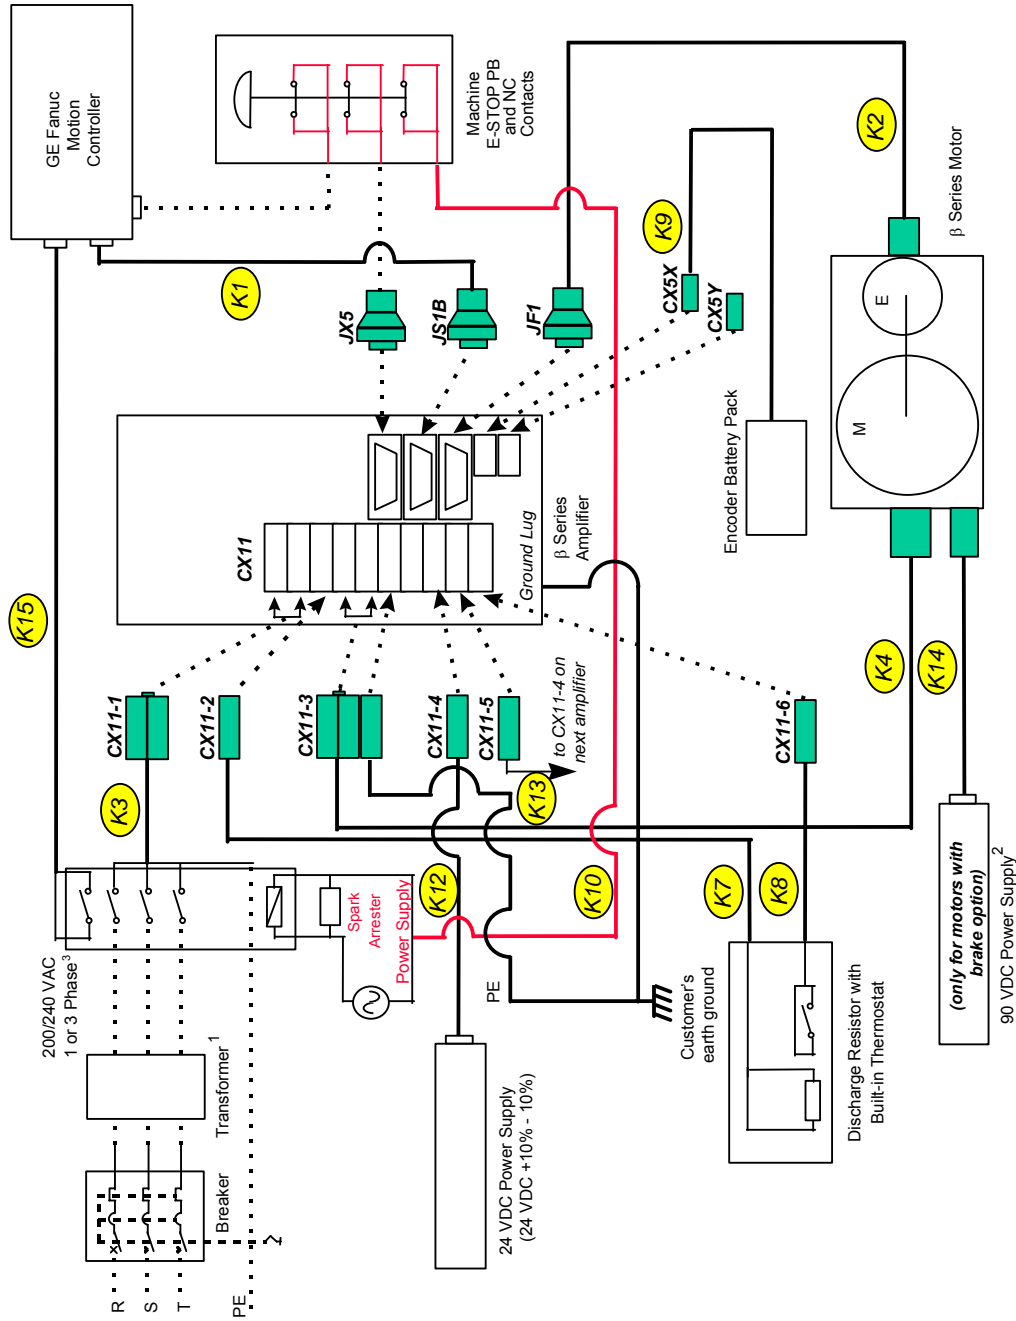 GE Fanuc
Motion
Controller
Machine
E-STOP PB
and NC
Contacts
K2
β Series Motor
K9
K1
JX5
JS1B
JF1
CX5X
CX5Y
E
M
Encoder Battery Pack
CX11
Ground Lug
β Series
Amplifier
K15
K4
K14
CX11-1
CX11-2
CX11-3
CX11-4
CX11-5
to CX11-4 on
next amplifier
CX11-6
K3
K13
K12
K10
K7
K8
Spark
Arrester
Power Supply
200/240 VAC
1 or 3 Phase3
PE
Customer's
earth ground
(only for motors with
brake option)
90 VDC Power Supply2
Discharge Resistor with
Built-in Thermostat
Transformer1
24 VDC Power Supply
(24 VDC +10% - 10%)
Breaker
R
S
T
PE